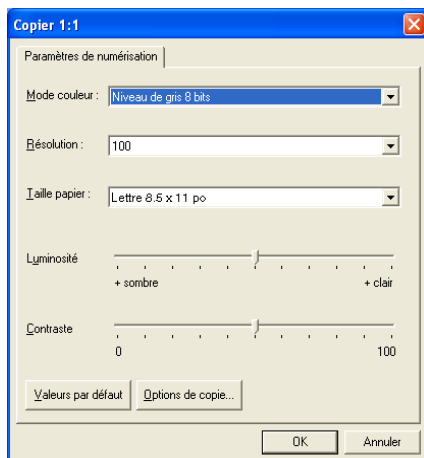 Copier 1:1
Paramètres de numérisation
Mode couleur : Niveau de gris 8 bits
Résolution : 100
Taille papier : Lettre 8.5 x 11 po
Luminosité
+ sombre + clair
Contraste
0 100
Valeurs par défaut Options de copie...
OK Annuler